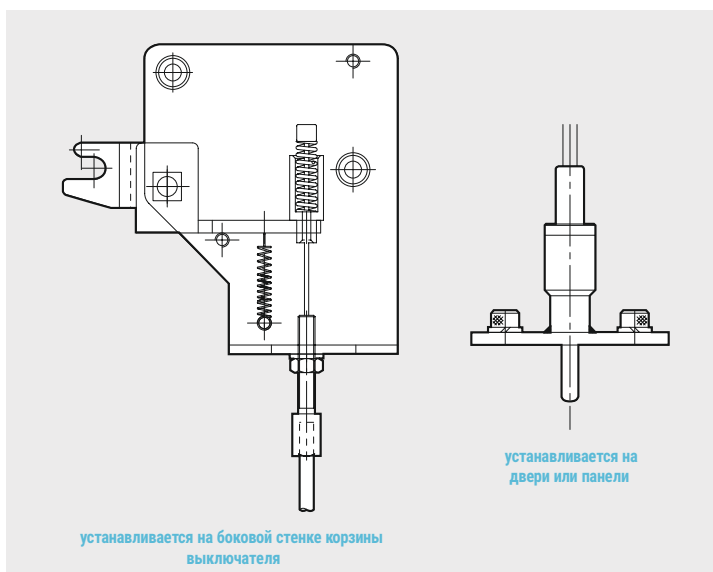 устанавливается на
двери или панели
устанавливается на боковой стенке корзины
выключателя